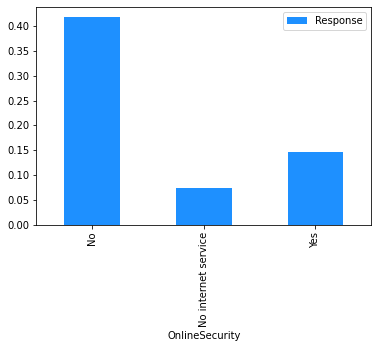 0.40
0.35
0.30
0.25
0.20
0.15
0.10
0.05
0.00
Response
No
No internet service
Yes
OnlineSecurity